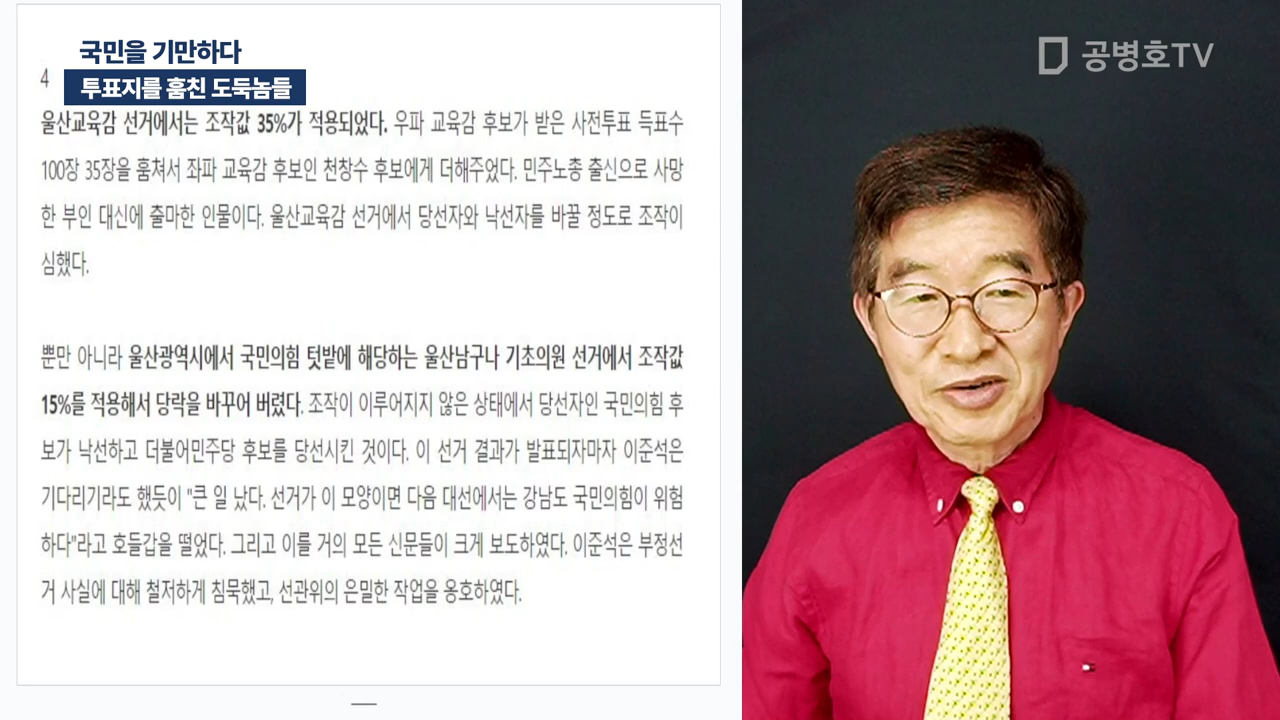 국민을 기만하다
4
투표지를 훔친 도둑놈들
공병호TV
울산교육감 선거에서는 조작값 35%가 적용되었다. 우파 교육감 후보가 받은 사전투표 득표수
100장 35장을 훔쳐서 좌파 교육감 후보인 천창수 후보에게 더해주었다. 민주노총 출신으로 사망
한 부인 대신에 출마한 인물이다. 울산교육감 선거에서 당선자와 낙선자를 바꿀 정도로 조작이
심했다.
뿐만 아니라 울산광역시에서 국민의힘 텃밭에 해당하는 울산남구나 기초의원 선거에서 조작값
15%를 적용해서 당락을 바꾸어 버렸다. 조작이 이루어지지 않은 상태에서 당선자인 국민의힘 후
보가 낙선하고 더불어민주당 후보를 당선시킨 것이다. 이 선거 결과가 발표되자마자 이준석은
기다리기라도 했듯이 "큰 일 났다. 선거가 이 모양이면 다음 대선에서는 강남도 국민의힘이 위험
하다"라고 호들갑을 떨었다. 그리고 이를 거의 모든 신문들이 크게 보도하였다. 이준석은 부정선
거 사실에 대해 철저하게 침묵했고, 선관위의 은밀한 작업을 옹호하였다.